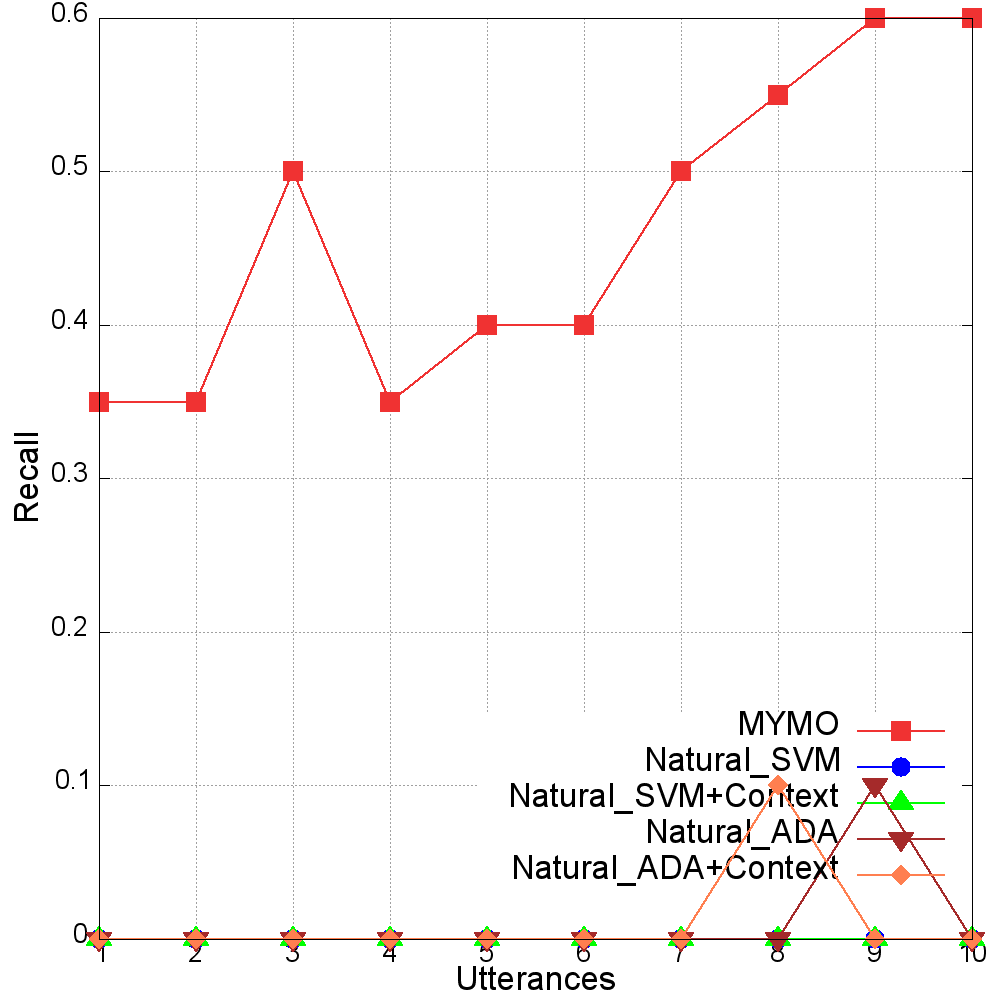 0.6
0.5
0.4
0.3
0.2
0.1
0
Recall
MYMO
Natural_SVM
Natural_SVM+Context
Natural_ADA
Natural_ADA+Context
1 2 3 4 5 6 7 8 9 10
Utterances